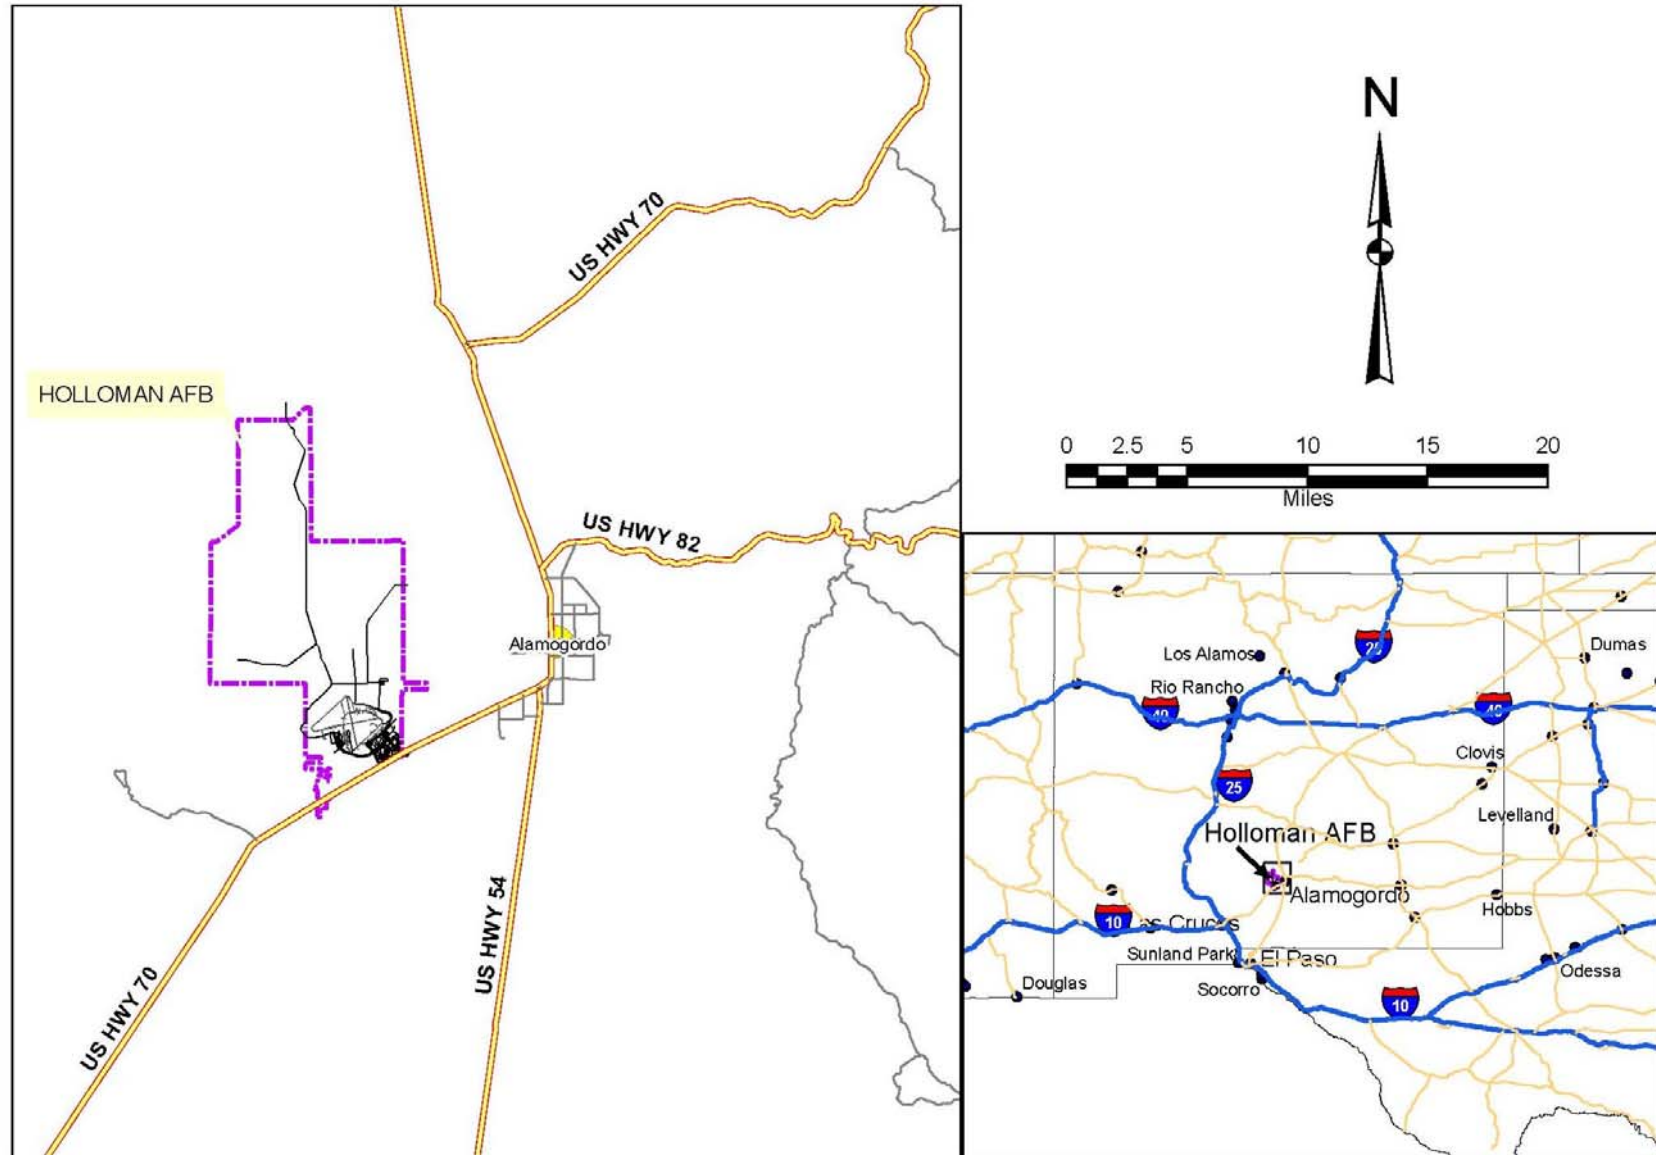 US HWY 70
HOLLOMAN AFB
US HWY 82
Alamogordo
US HWY 54
US HWY 70
N
0 2.5 5 10 15 20
Miles
25
Los Alamos
Dumas
Rio Rancho
40
40
Clovis
25
Levelland
Holloman AFB
Alamogordo
Hobbs
10
as Cruces
Sunland Park
El Paso
Odessa
Douglas
Socorro
10